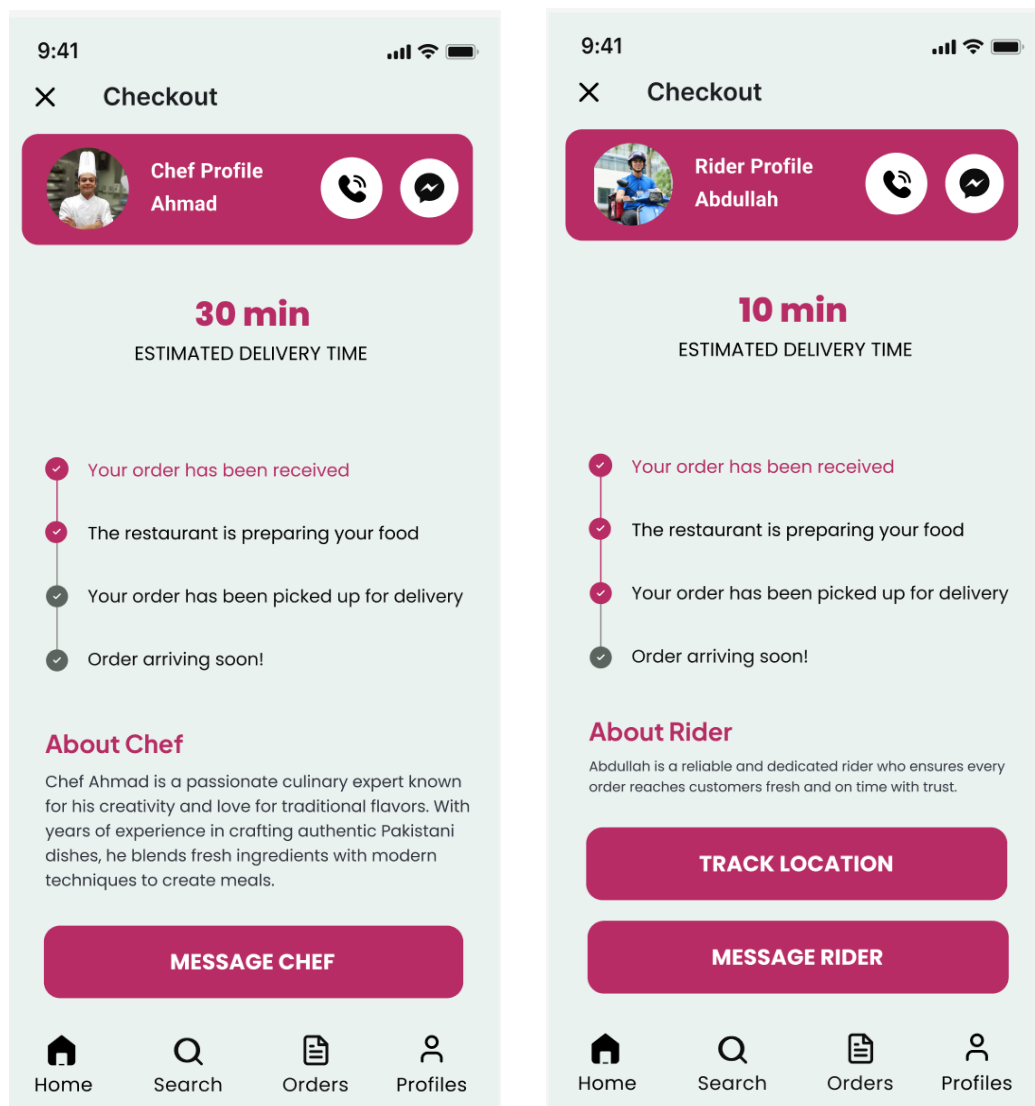 9:41
Checkout
Chef Profile
Ahmad
30 min
ESTIMATED DELIVERY TIME
Your order has been received
The restaurant is preparing your food
Your order has been picked up for delivery
Order arriving soon!
About Chef
Chef Ahmad is a passionate culinary expert known
for his creativity and love for traditional flavors. With
years of experience in crafting authentic Pakistani
dishes, he blends fresh ingredients with modern
techniques to create meals.
MESSAGE CHEF
Home
Search
Orders
Profiles
9:41
Checkout
Rider Profile
Abdullah
10 min
ESTIMATED DELIVERY TIME
Your order has been received
The restaurant is preparing your food
Your order has been picked up for delivery
Order arriving soon!
About Rider
Abdullah is a reliable and dedicated rider who ensures every
order reaches customers fresh and on time with trust.
TRACK LOCATION
MESSAGE RIDER
Home
Search
Orders
Profiles